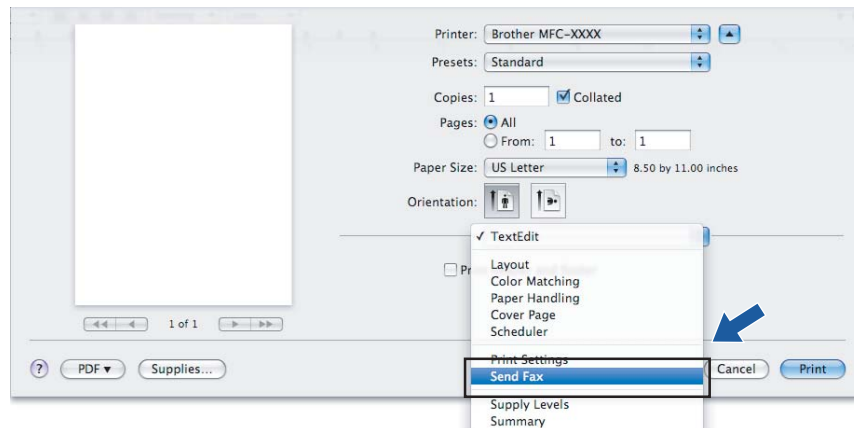 Printer: Brother MFC-XXXX
Presets: Standard
Copies: 1 Collated
Pages: All
From: 1 to: 1
Paper Size: US Letter 8.50 by 11.00 inches
Orientation:
✓ TextEdit
Layout
Color Matching
Paper Handling
Cover Page
Scheduler
Print Settings
Send Fax
Supply Levels
Summary
1 of 1
? PDF▼ Supplies... Cancel Print